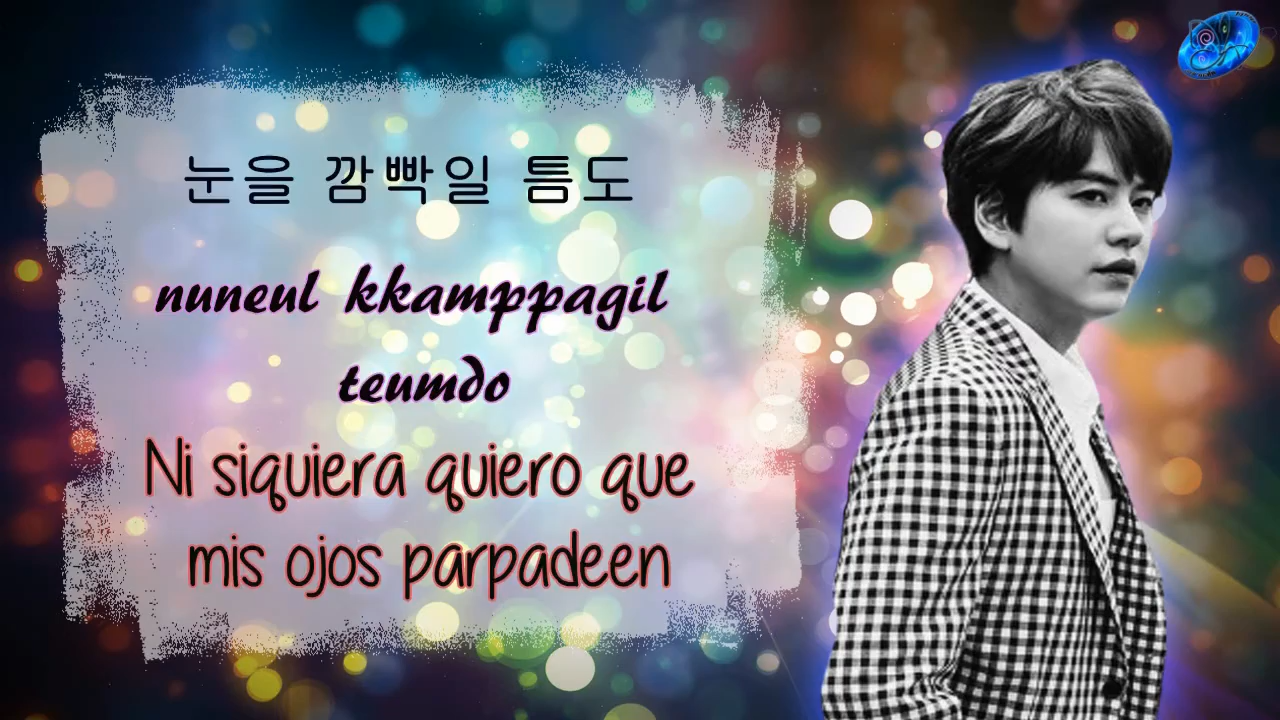 눈을 깜빡일 틈도
nuneul kkamppagil
teumdo
Ni siquiera quiero que
mis ojos parpadeen